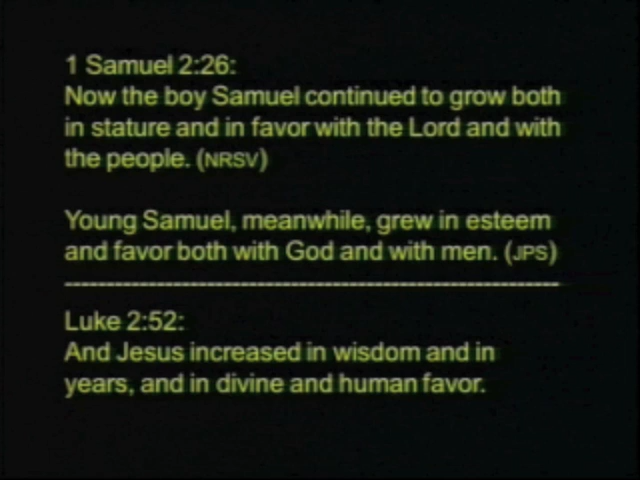 1 Samuel 2:26:
Now the boy Samuel continued to grow both
in stature and in favor with the Lord and with
the people. (NRSV)
Young Samuel, meanwhile, grew in esteem
and favor both with God and with men. (JPS)
Luke 2:52:
And Jesus increased in wisdom and in
years, and in divine and human favor.